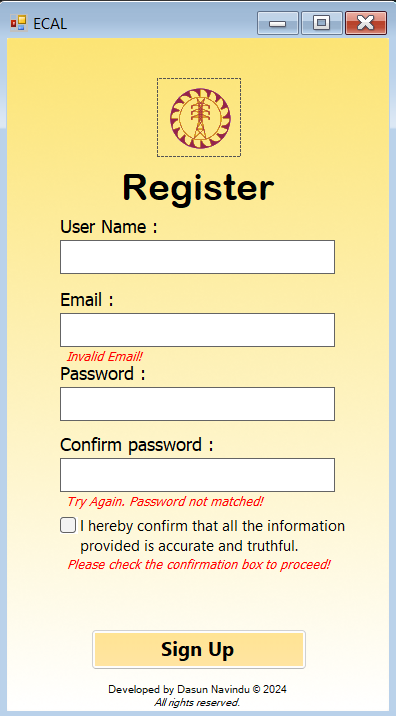 ECAL
Register
User Name :
Email :
Invalid Email!
Password :
Confirm password :
Try Again. Password not matched!
I hereby confirm that all the information
provided is accurate and truthful.
Please check the confirmation box to proceed!
Sign Up
Developed by Dasun Navindu © 2024
All rights reserved.